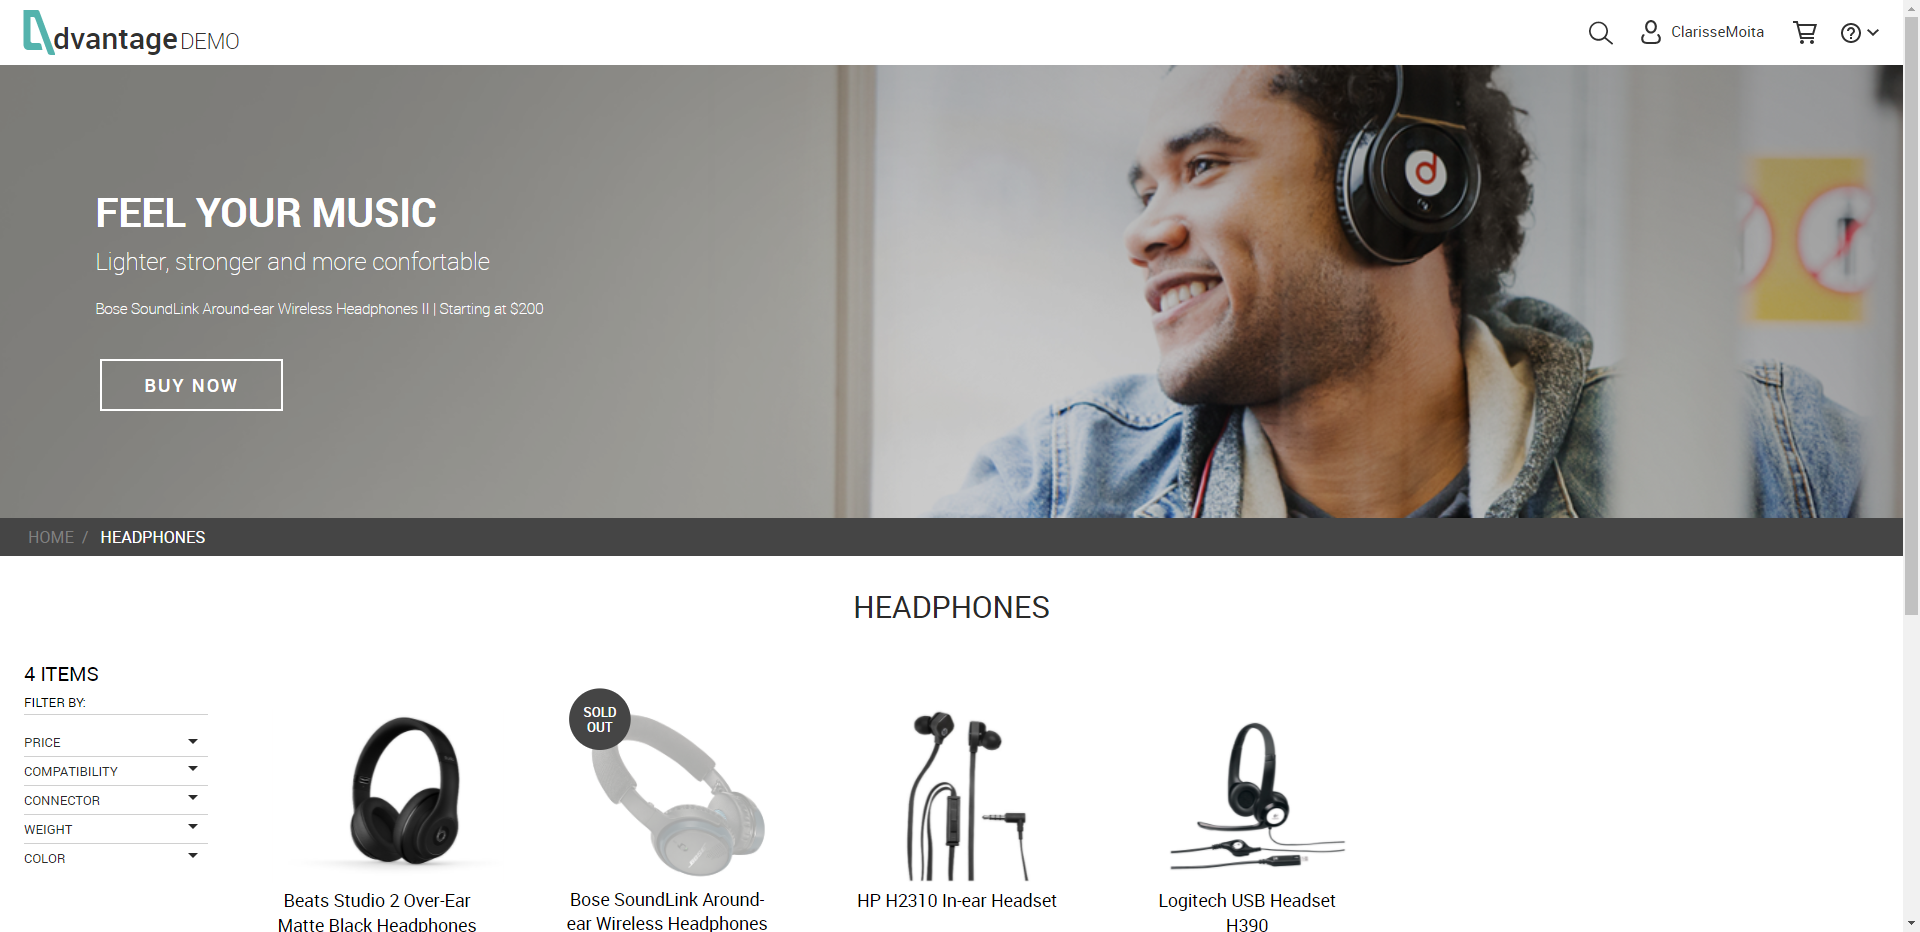 dvantage DEMO
ClarisseMoita
FEEL YOUR MUSIC
Lighter, stronger and more confortable
Bose SoundLink Around-ear Wireless Headphones II | Starting at $200
BUY NOW
HOME / HEADPHONES
HEADPHONES
4 ITEMS
FILTER BY:
PRICE
COMPATIBILITY
CONNECTOR
WEIGHT
COLOR
Beats Studio 2 Over-Ear
Matte Black Headphones
SOLD
OUT
Bose SoundLink Around-
ear Wireless Headphones
HP H2310 In-ear Headset
Logitech USB Headset
H390